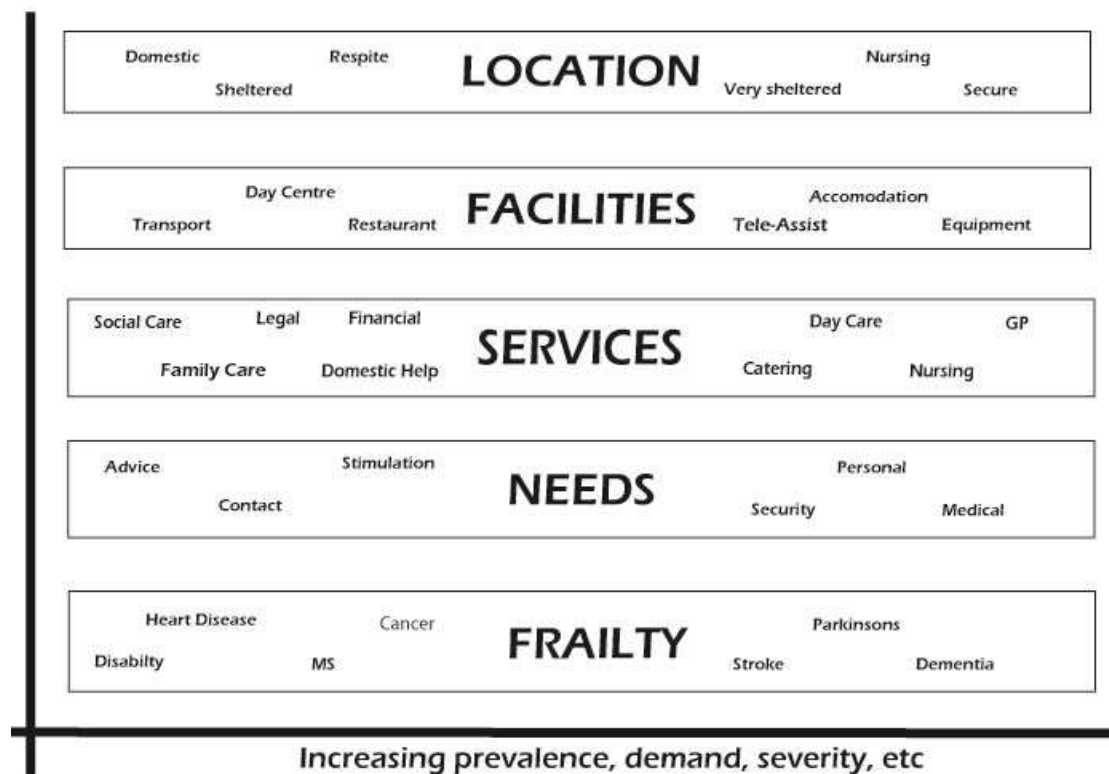 Domestic Respite LOCATION Nursing
Sheltered Very sheltered Secure
Day Centre FACILITIES Accomodation
Transport Restaurant Tele-Assist Equipment
Social Care Legal Financial SERVICES Day Care GP
Family Care Domestic Help Catering Nursing
Advice Stimulation NEEDS Personal
Contact Security Medical
Heart Disease Cancer FRAILTY Parkinsons
Disabilty MS Stroke Dementia
Increasing prevalence, demand, severity, etc